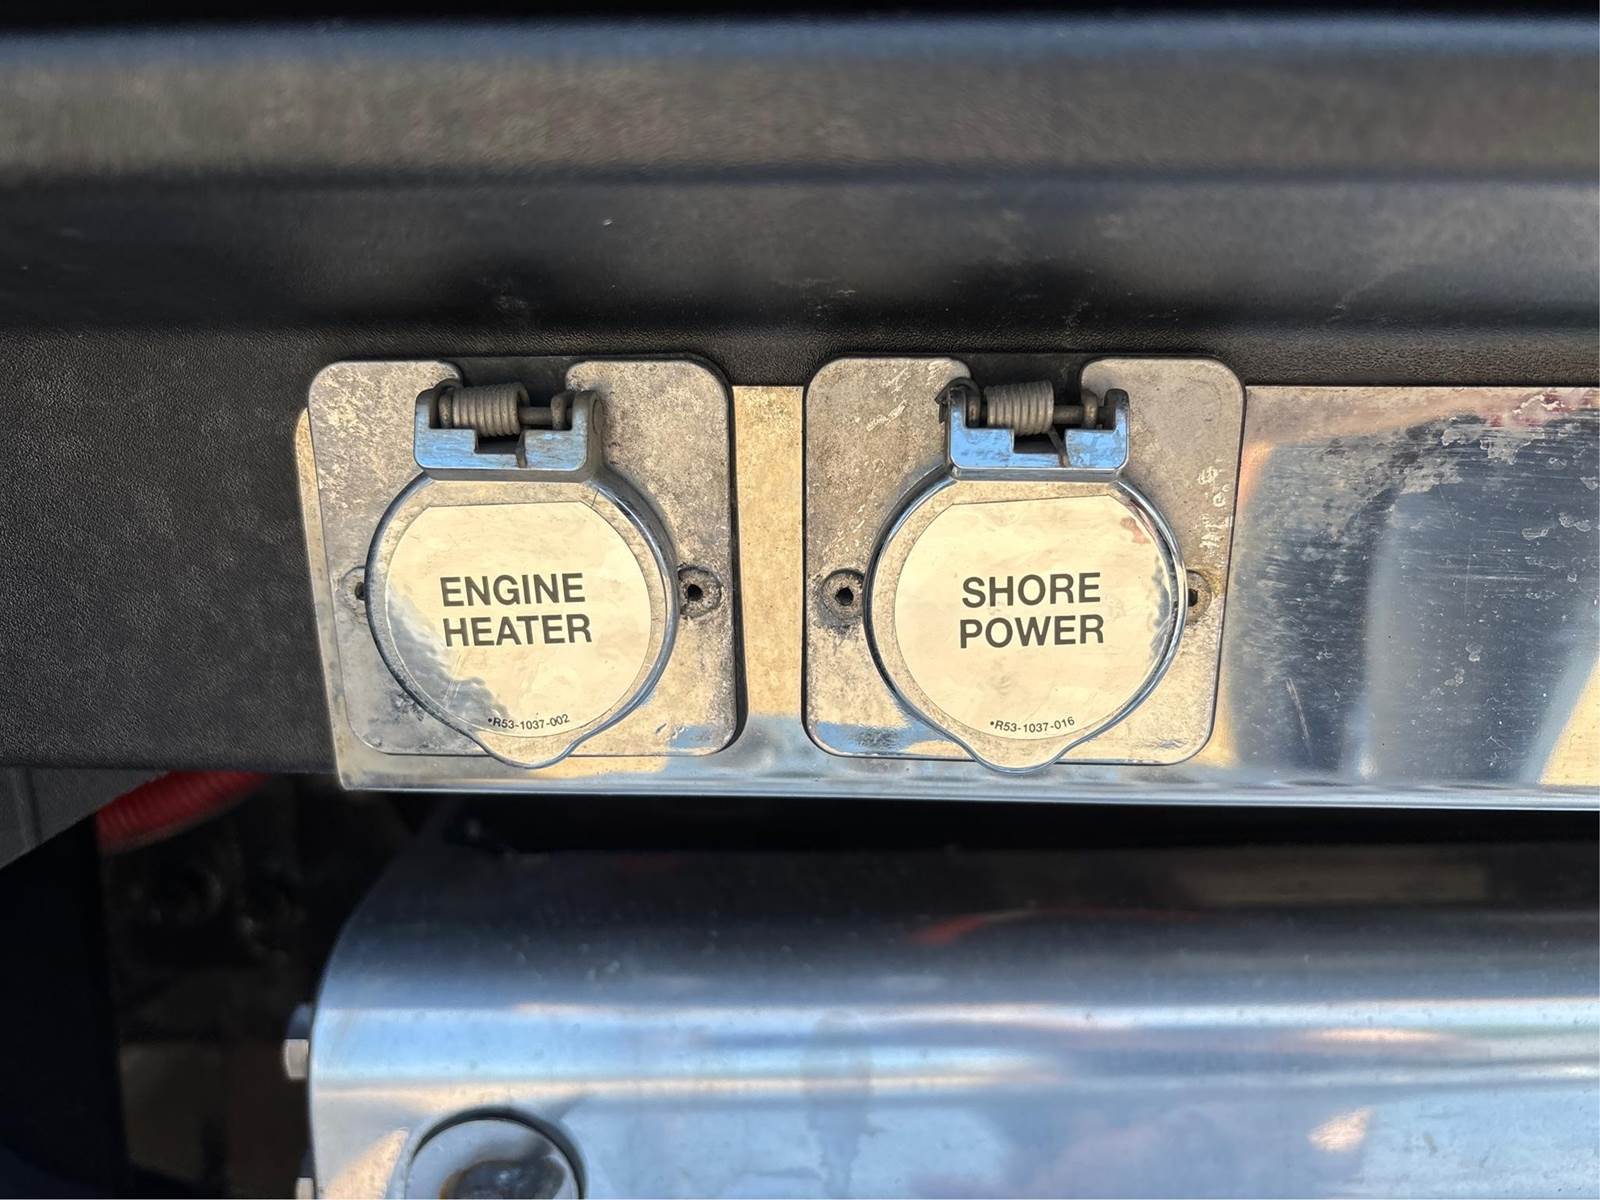 ENGINE
HEATER
•R53-1037-002
SHORE
POWER
•R53-1037-016